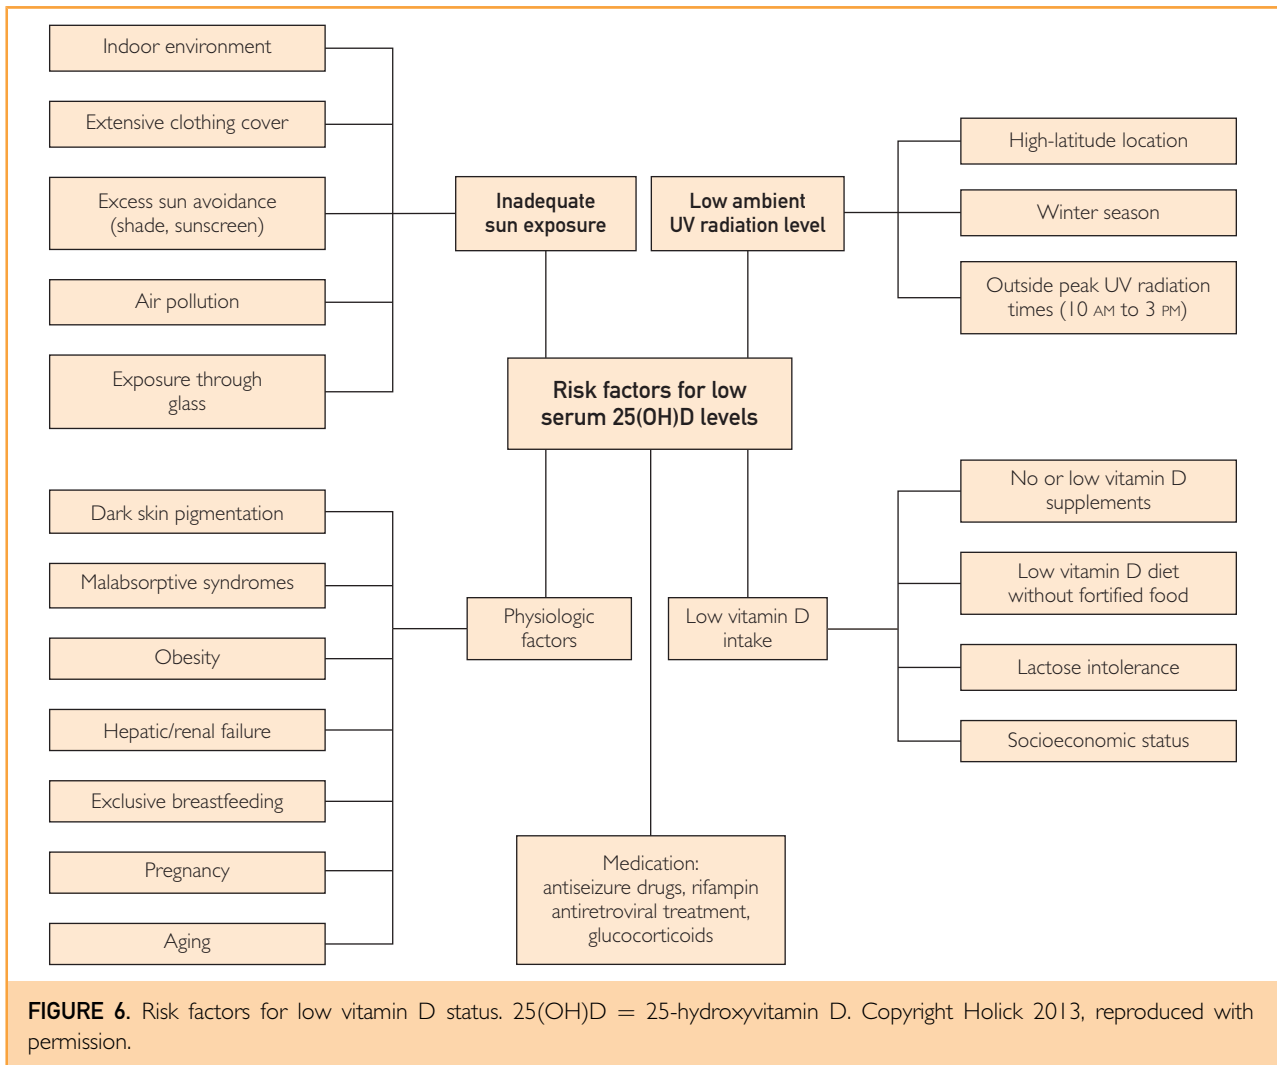 Indoor environment
Extensive clothing cover
Excess sun avoidance
(shade, sunscreen)
Air pollution
Exposure through
glass
Inadequate
sun exposure
Low ambient
UV radiation level
High-latitude location
Winter season
Outside peak UV radiation
times (10 AM to 3 PM)
Risk factors for low
serum 25(OH)D levels
Dark skin pigmentation
Malabsorptive syndromes
Obesity
Hepatic/renal failure
Exclusive breastfeeding
Pregnancy
Aging
Physiologic
factors
Low vitamin D
intake
No or low vitamin D
supplements
Low vitamin D diet
without fortified food
Lactose intolerance
Socioeconomic status
Medication:
antiseizure drugs, rifampin
antiretroviral treatment,
glucocorticoids
FIGURE 6. Risk factors for low vitamin D status. 25(OH)D = 25-hydroxyvitamin D. Copyright Holick 2013, reproduced with
permission.